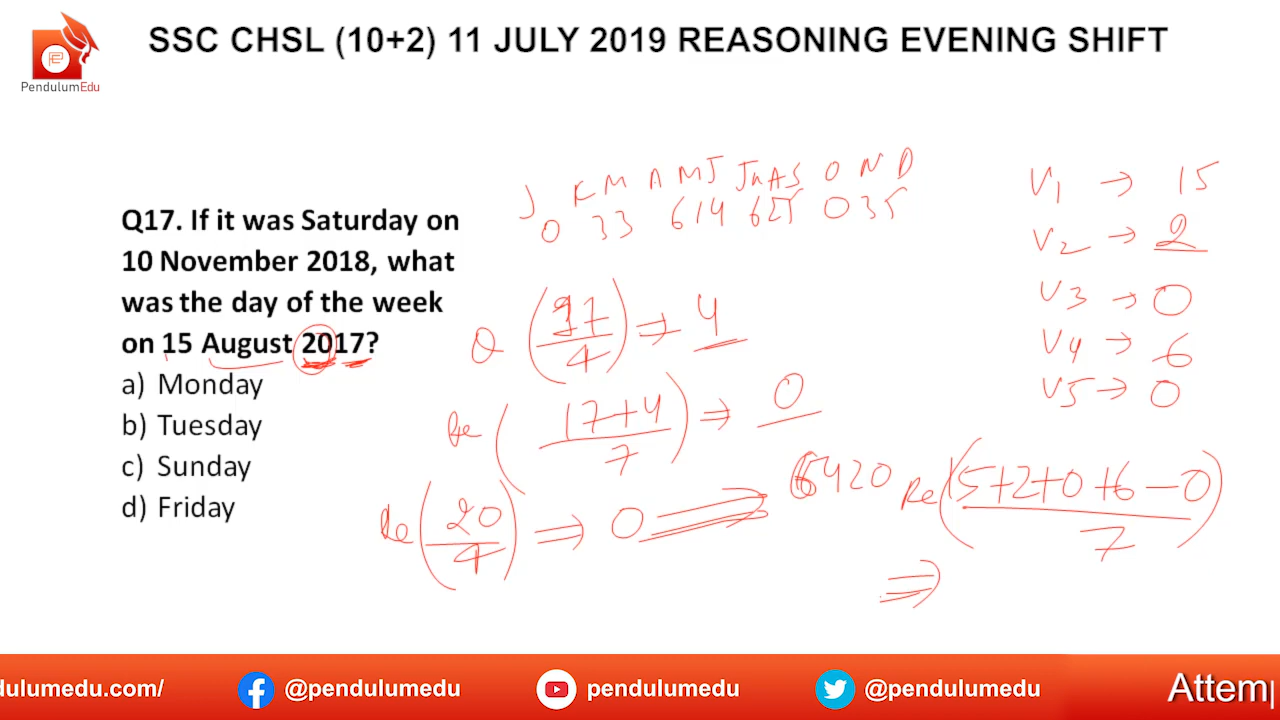 SSC CHSL (10+2) 11 JULY 2019 REASONING EVENING SHIFT
PendulumEdu
Q17. If it was Saturday on
10 November 2018, what
was the day of the week
on 15 August 2017?
a) Monday
b) Tuesday
c) Sunday
d) Friday
J F M A M J Ju A S O N D
0 3 3 6 1 4 6 2 5 0 3 5
Q (17/4) ⇒ 4
Re (17+4/7) ⇒ 0
Re (20/4) ⇒ 0 ⇒ 6420
V1 → 15
V2 → 2
V3 → 0
V4 → 6
V5 → 0
Re (15+2+0+6-0/7)
⇒
dulumedu.com/ @pendulumedu pendulumedu @pendulumedu Attem